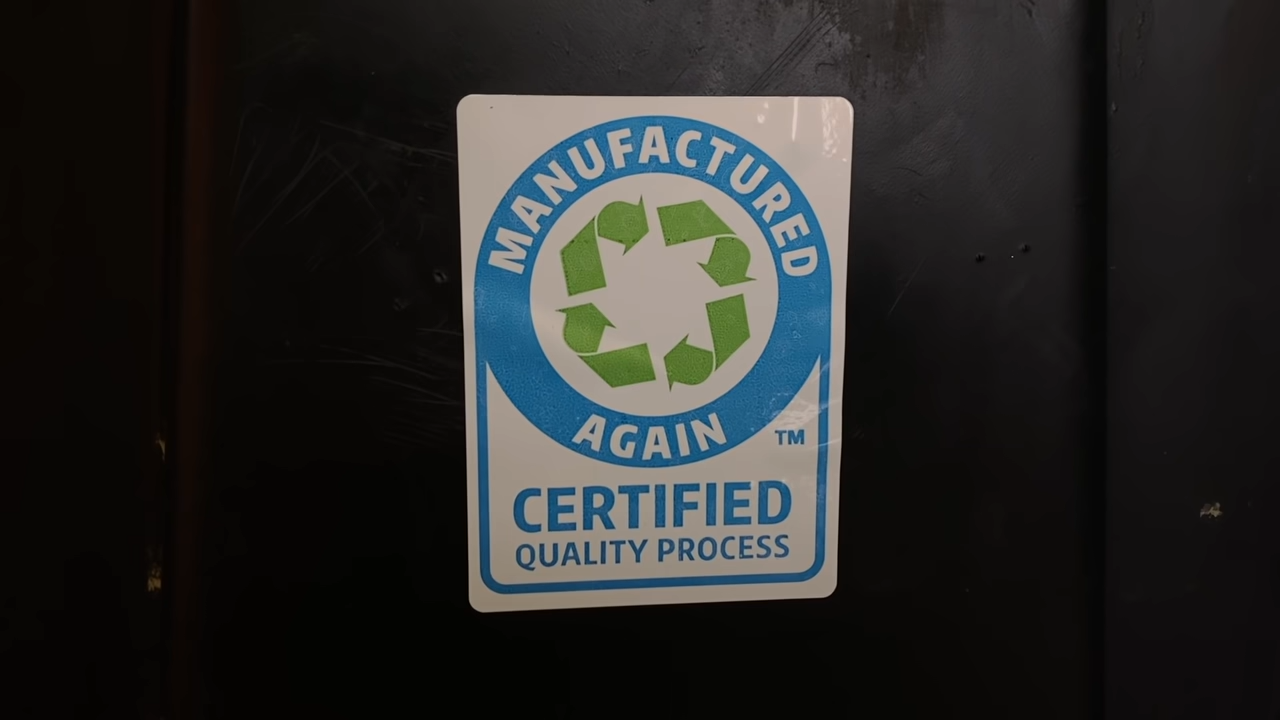 MANUFACTURED
AGAIN
TM
CERTIFIED
QUALITY PROCESS